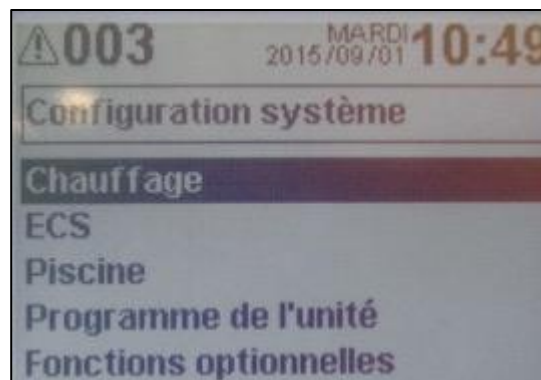 003 MARDI
2015/09/01 10:49
Configuration système
Chauffage
ECS
Piscine
Programme de l'unité
Fonctions optionnelles